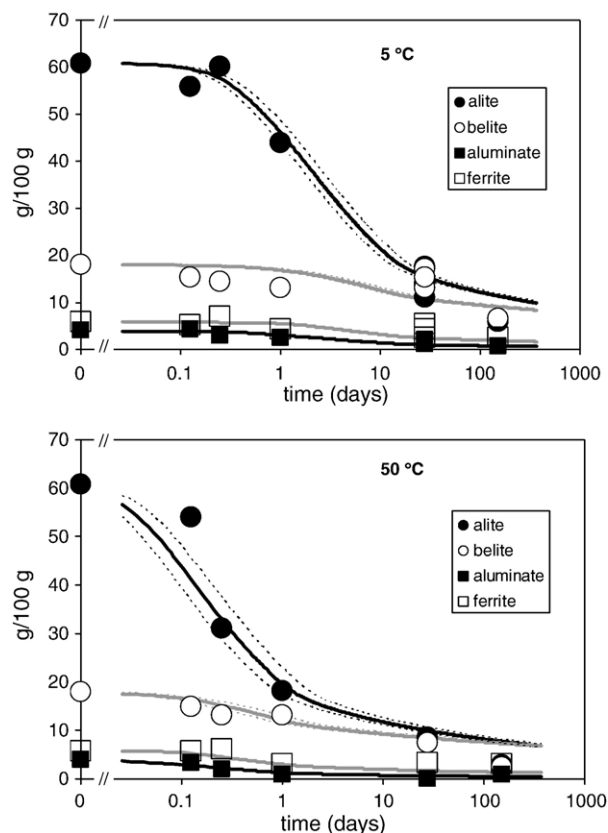 70
60
50
40
30
20
10
0
g/100 g
//
//
5 °C
alite
belite
aluminate
ferrite
0
0.1
1
10
100
1000
time (days)
70
60
50
40
30
20
10
0
g/100 g
//
//
50 °C
alite
belite
aluminate
ferrite
0
0.1
1
10
100
1000
time (days)